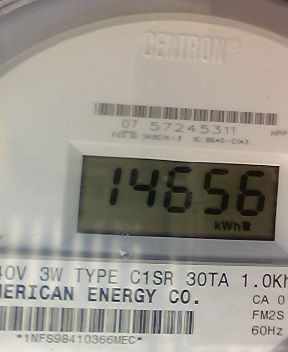 CENTRON®
07 57245311
14656
kWh
40V 3W TYPE C1SR 30TA 1.0Kh
MERICAN ENERGY CO.
CA 0
FM2S
60Hz
*1NFS98410366MEC*